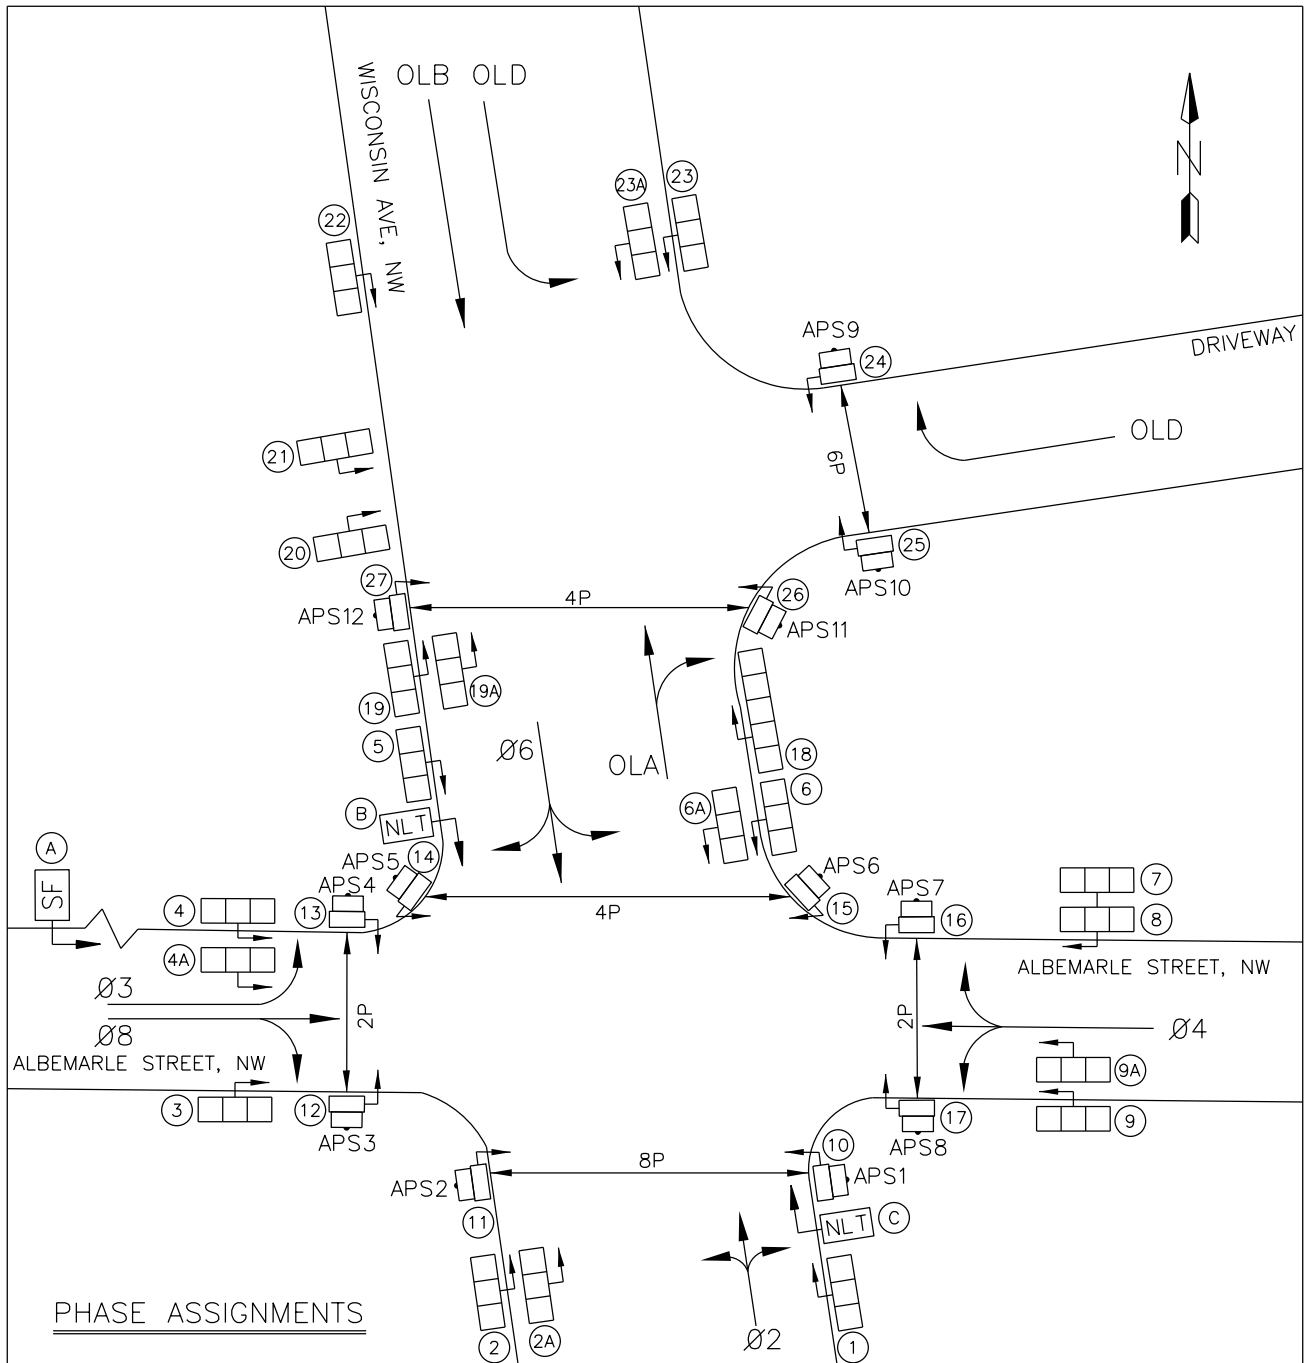 OLB OLD
WISCONSIN AVE, NW
N
23A
23
22
APS9
24
DRIVEWAY
OLD
21
6P
20
25
APS10
27
APS12
4P
26
APS11
19
19A
5
Ø6
OLA
18
6
6A
B
NLT
APS5
14
APS6
A
SF
4
APS4
13
4P
15
APS7
16
7
8
4A
ALBEMARLE STREET, NW
Ø3
2P
2P
Ø8
Ø4
ALBEMARLE STREET, NW
9A
3
12
APS3
17
APS8
9
10
8P
APS2
APS1
11
NLT
C
PHASE ASSIGNMENTS
2
2A
Ø2
1